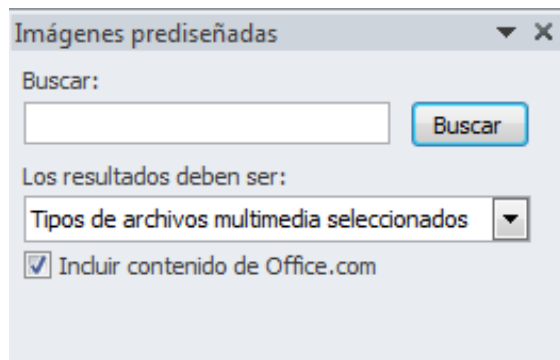 Imágenes prediseñadas
Buscar:
Buscar
Los resultados deben ser:
Tipos de archivos multimedia seleccionados
Incluir contenido de Office.com